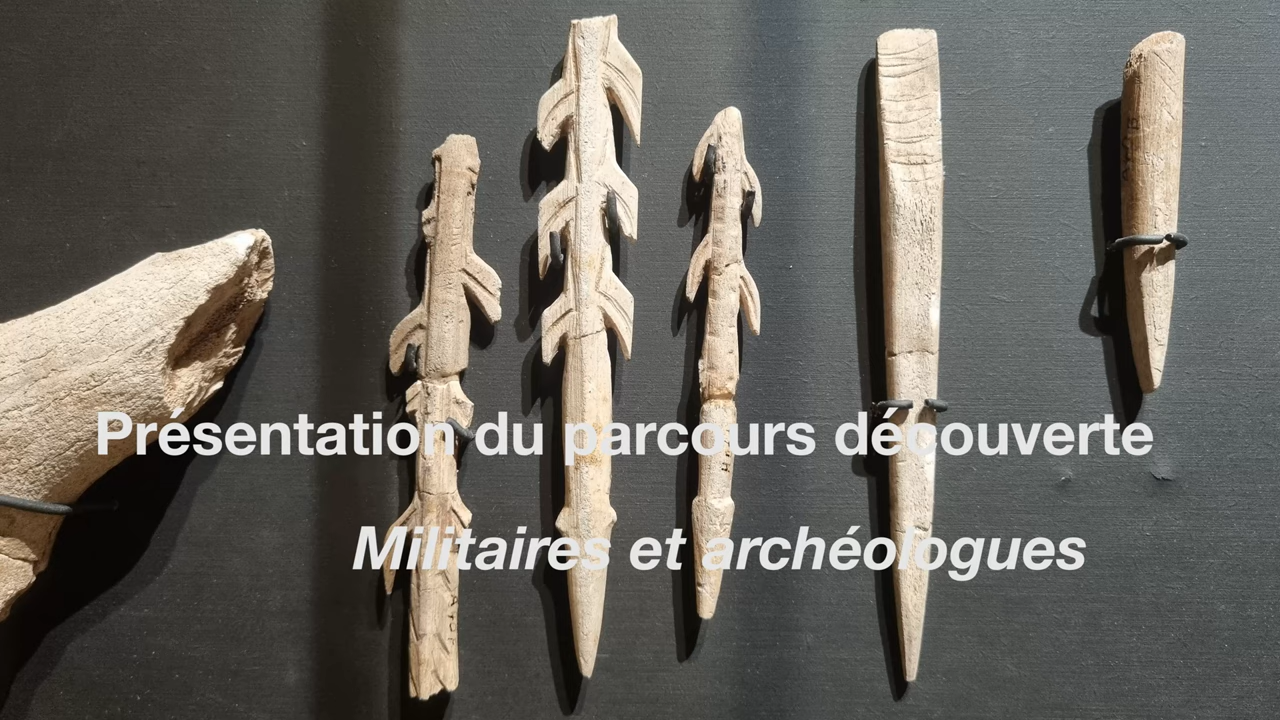 Présentation du parcours découverte
Militaires et archéologues